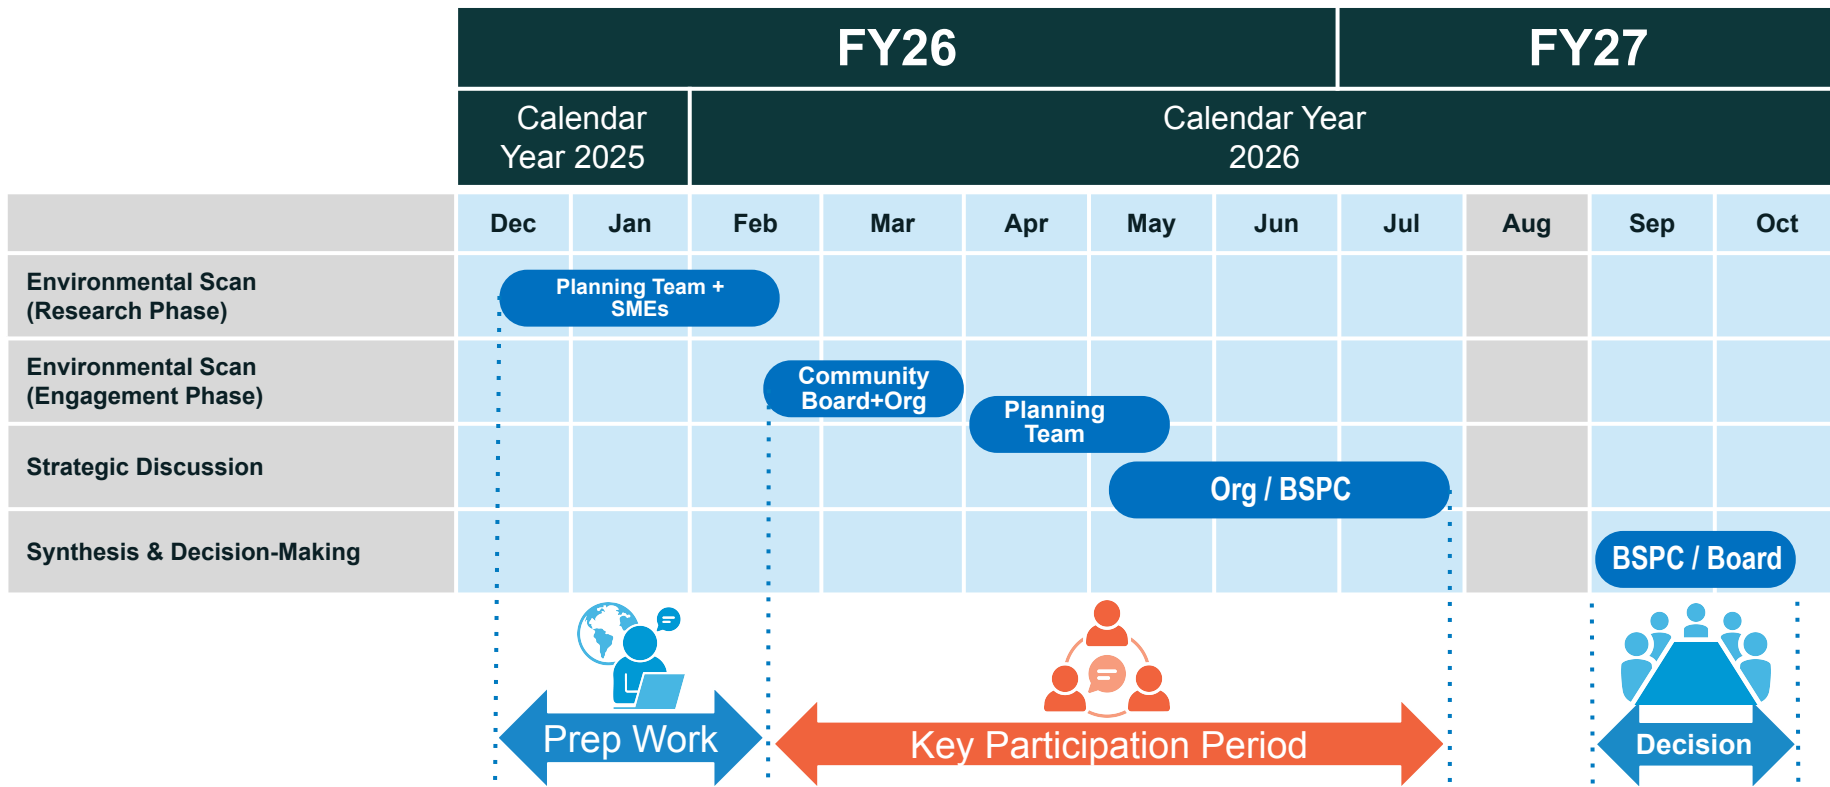 FY26
FY27
Calendar
Year 2025
Calendar Year
2026
Dec
Jan
Feb
Mar
Apr
May
Jun
Jul
Aug
Sep
Oct
Environmental Scan
(Research Phase)
Planning Team +
SMEs
Environmental Scan
(Engagement Phase)
Community
Board+Org
Planning
Team
Strategic Discussion
Org / BSPC
Synthesis & Decision-Making
BSPC / Board
Prep Work
Key Participation Period
Decision